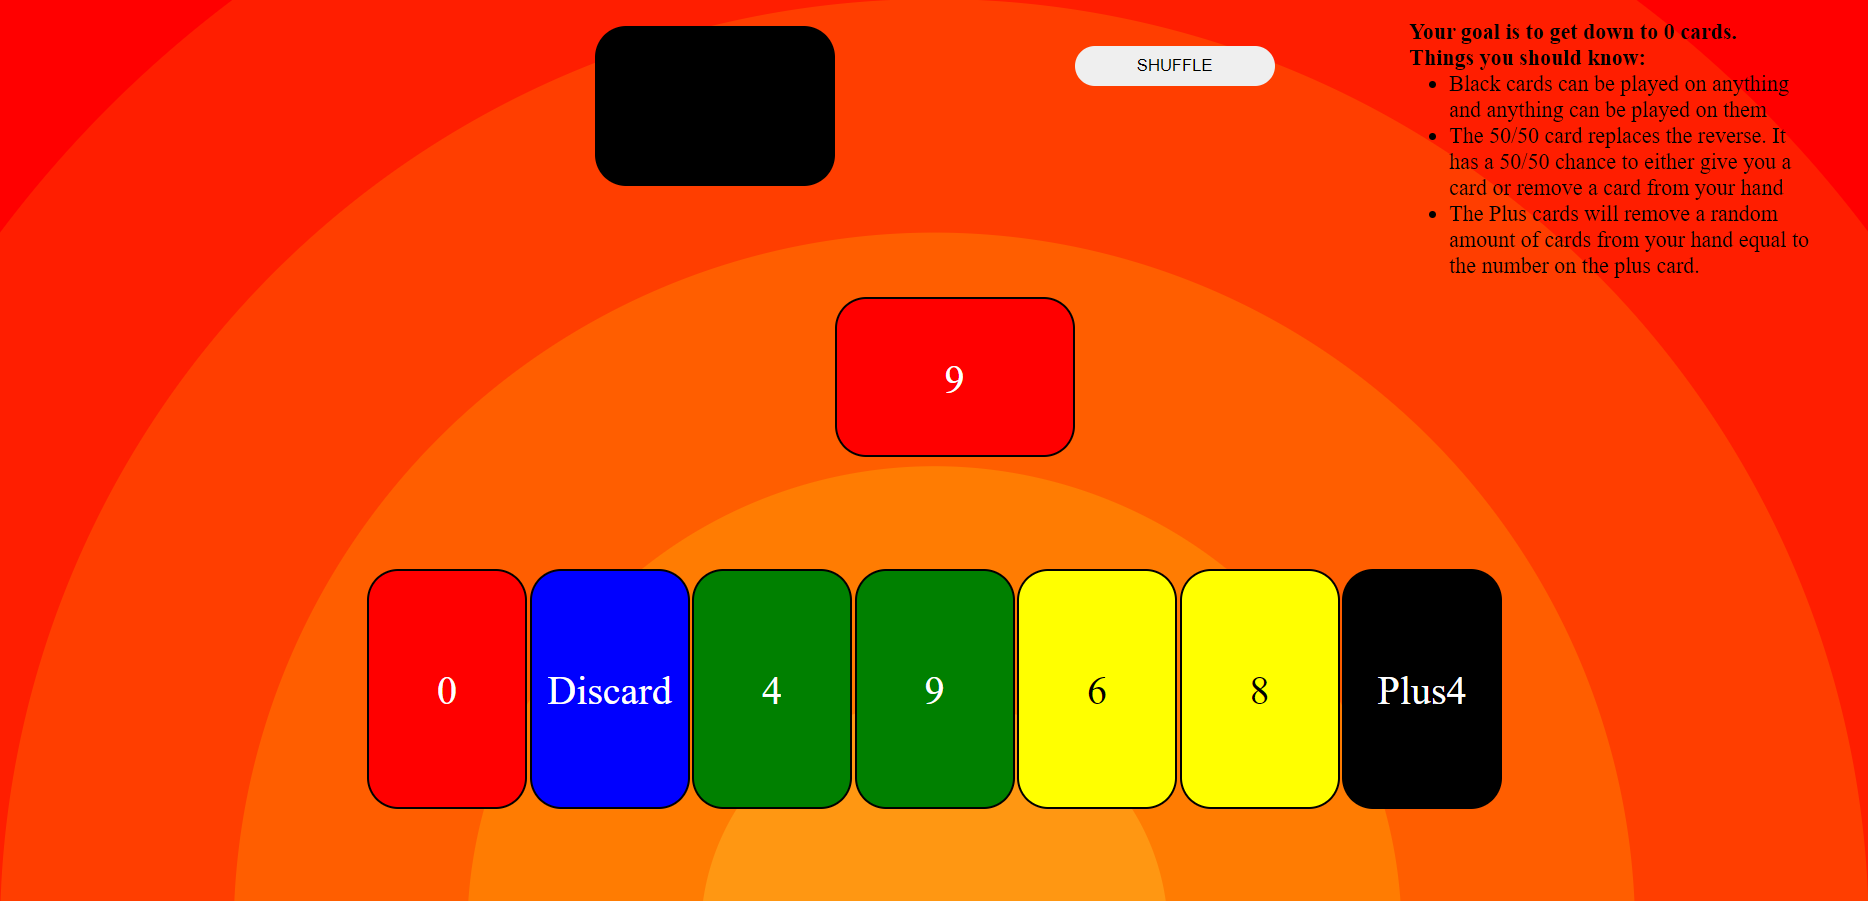 SHUFFLE
Your goal is to get down to 0 cards.
Things you should know:
Black cards can be played on anything
and anything can be played on them
The 50/50 card replaces the reverse. It
has a 50/50 chance to either give you a
card or remove a card from your hand
The Plus cards will remove a random
amount of cards from your hand equal to
the number on the plus card.
9
0 Discard 4 9 6 8 Plus4